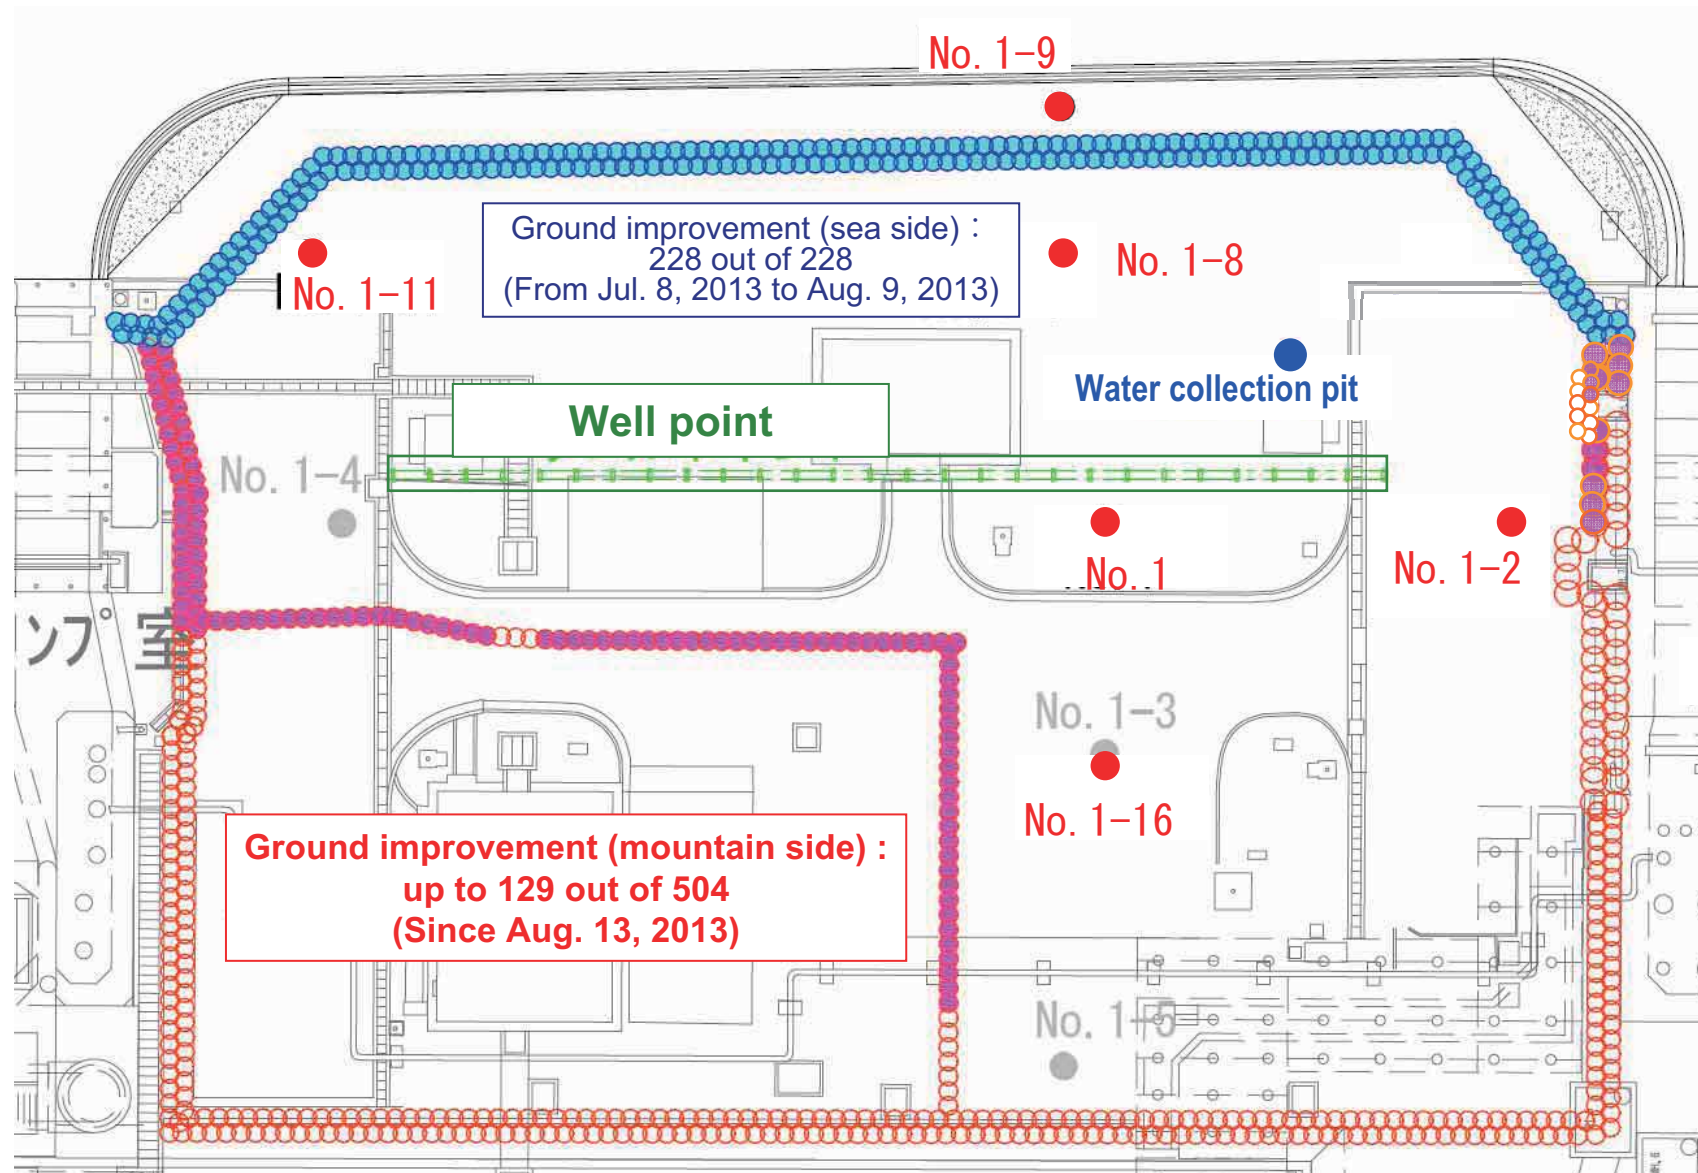 No. 1-9
Ground improvement (sea side) :
228 out of 228
(From Jul. 8, 2013 to Aug. 9, 2013)
No. 1-8
No. 1-11
Water collection pit
Well point
No. 1-4
No. 1
No. 1-2
ンプ室
No. 1-3
No. 1-16
Ground improvement (mountain side) :
up to 129 out of 504
(Since Aug. 13, 2013)
No. 1-5